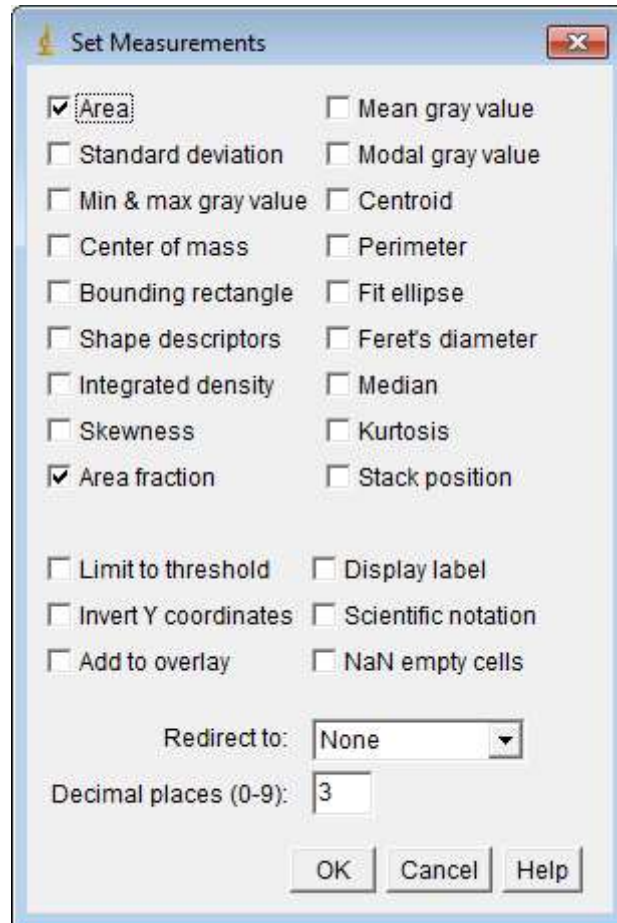 Set Measurements
Area
Mean gray value
Standard deviation
Modal gray value
Min & max gray value
Centroid
Center of mass
Perimeter
Bounding rectangle
Fit ellipse
Shape descriptors
Feret's diameter
Integrated density
Median
Skewness
Kurtosis
Area fraction
Stack position
Limit to threshold
Display label
Invert Y coordinates
Scientific notation
Add to overlay
NaN empty cells
Redirect to: None
Decimal places (0-9): 3
OK Cancel Help